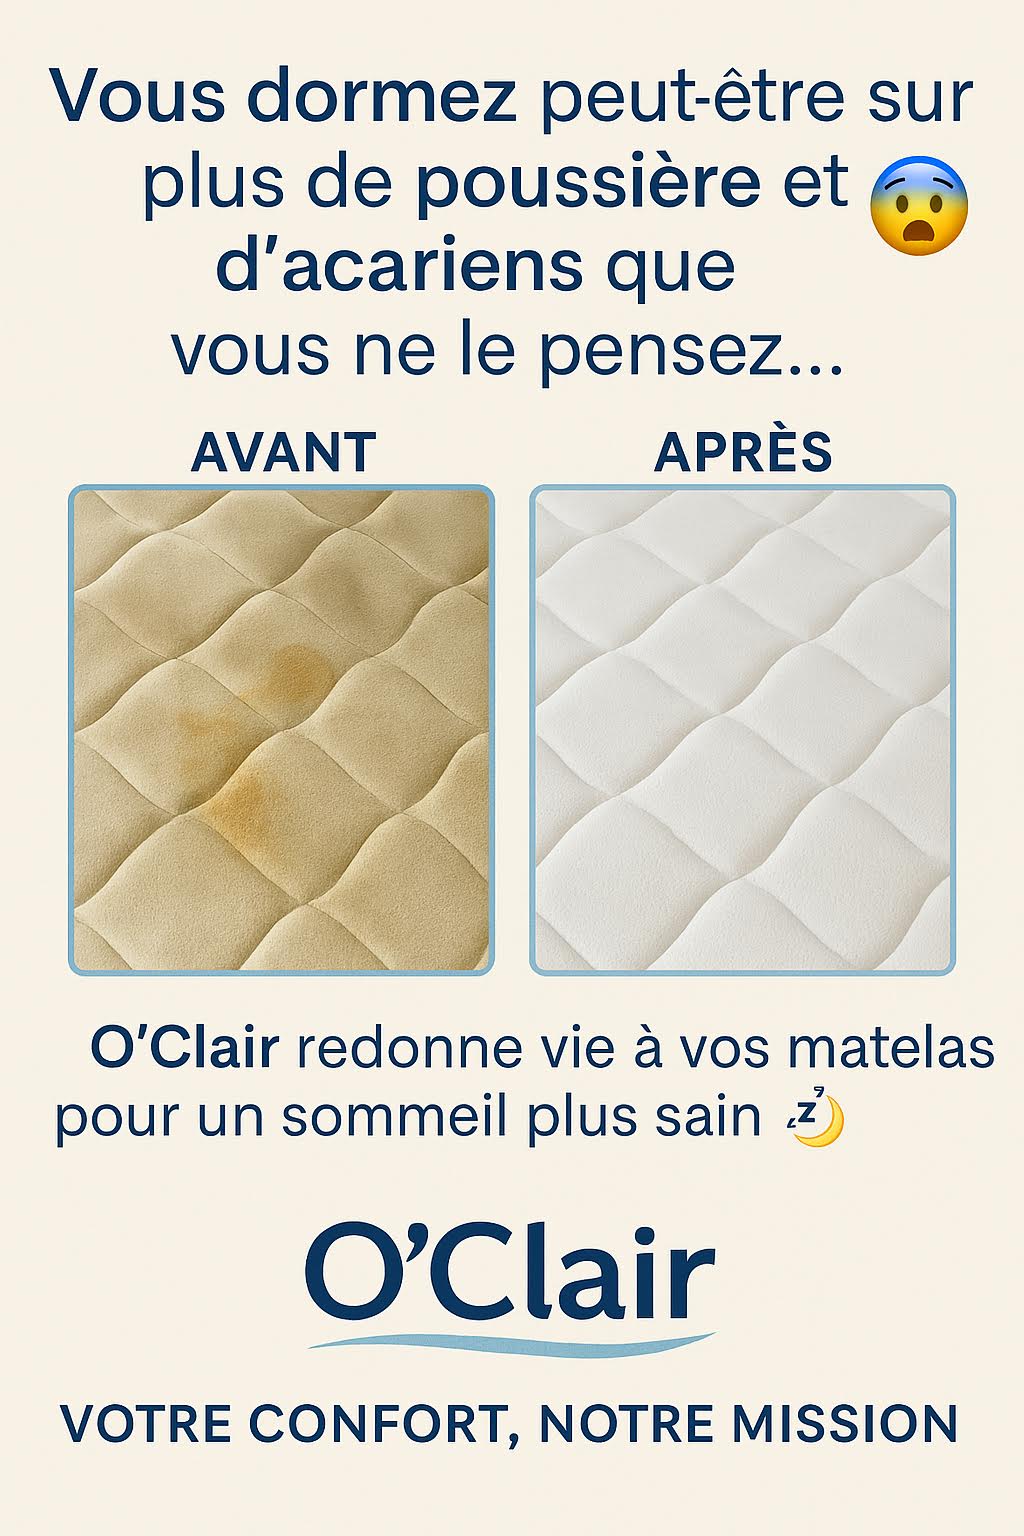 Vous dormez peut-être sur
plus de poussière et 😨
d’acariens que
vous ne le pensez...
AVANT
APRÈS
O’Clair redonne vie à vos matelas
pour un sommeil plus sain 💤🌙
O’Clair
VOTRE CONFORT, NOTRE MISSION